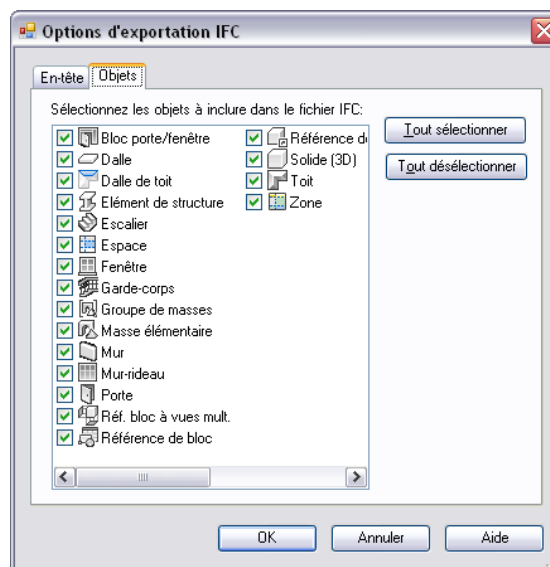 Options d'exportation IFC
En-tête Objets
Sélectionnez les objets à inclure dans le fichier IFC:
Bloc porte/fenêtre
Dalle
Dalle de toit
Elément de structure
Escalier
Espace
Fenêtre
Garde-corps
Groupe de masses
Masse élémentaire
Mur
Mur-rideau
Porte
Réf. bloc à vues mult.
Référence de bloc
Référence d
Solide (3D)
Toit
Zone
Tout sélectionner
Tout désélectionner
OK Annuler Aide